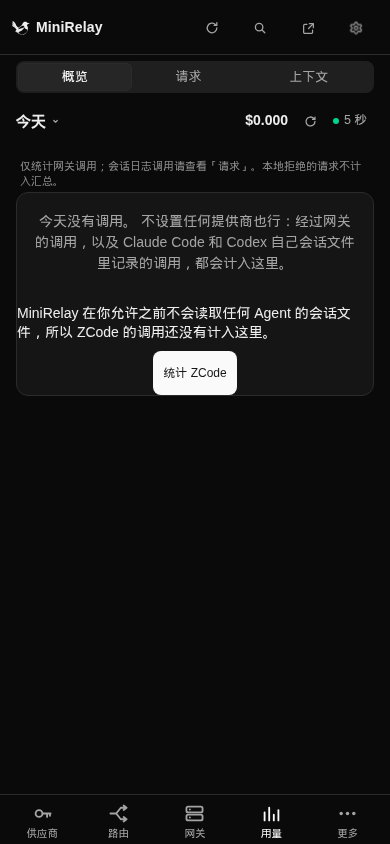 MiniRelay
概览 请求 上下文
今天 $0.000 5 秒
仅统计网关调用；会话日志调用请查看「请求」。本地拒绝的请求不计
入汇总。
今天没有调用。 不设置任何提供商也行：经过网关
的调用，以及 Claude Code 和 Codex 自己会话文件
里记录的调用，都会计入这里。
MiniRelay 在你允许之前不会读取任何 Agent 的会话文
件，所以 ZCode 的调用还没有计入这里。
统计 ZCode
供应商 路由 网关 用量 更多